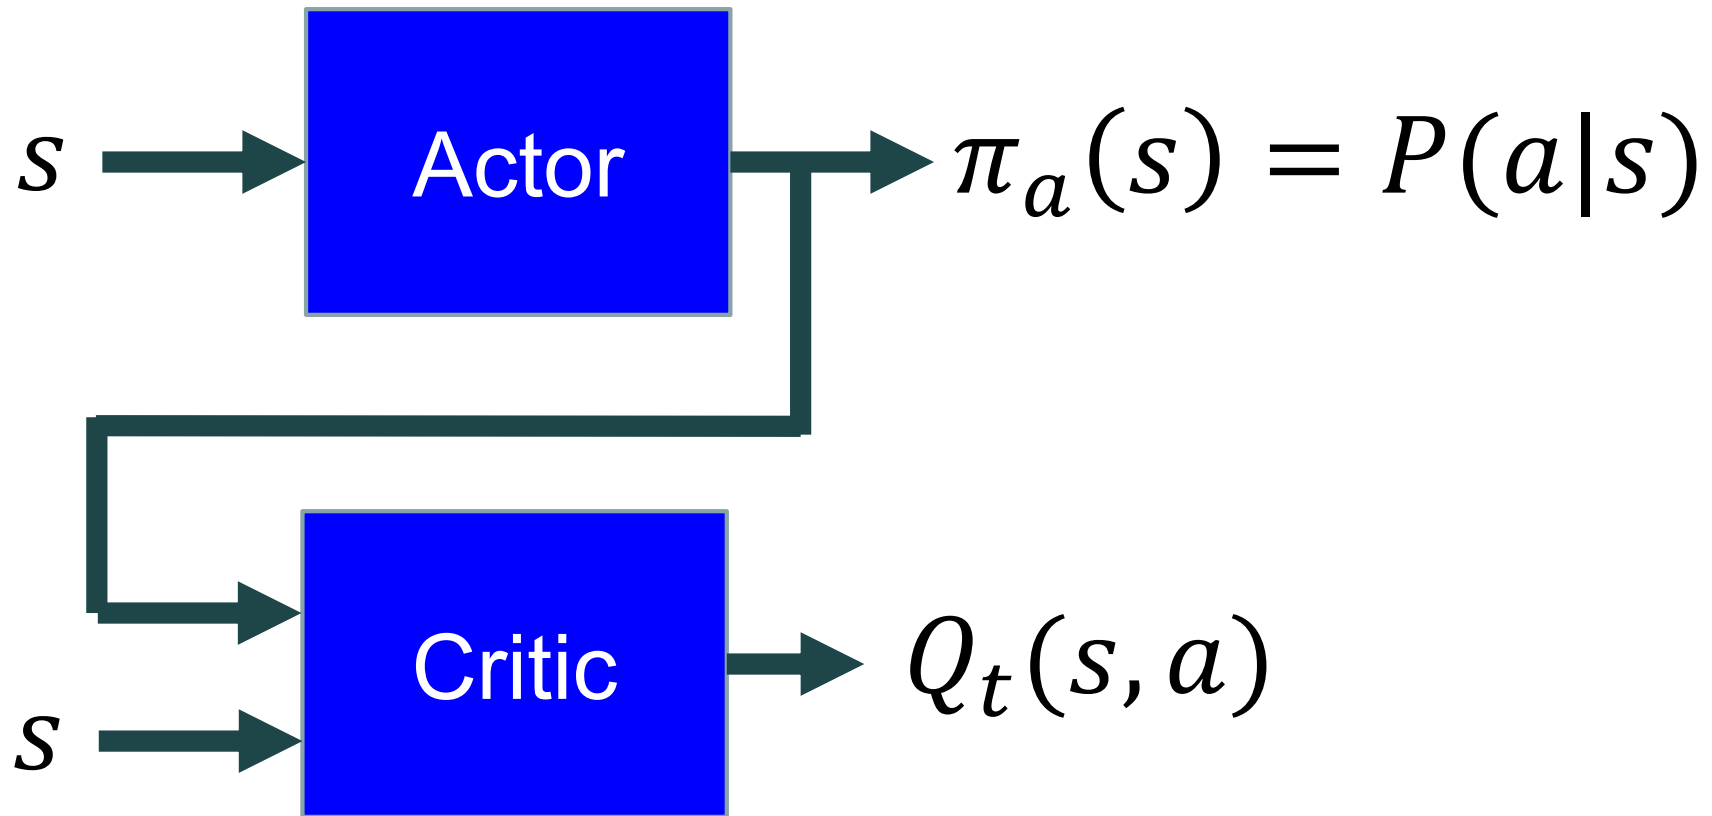 s Actor πₐ(s) = P(a|s)
Critic Qₜ(s, a)
s